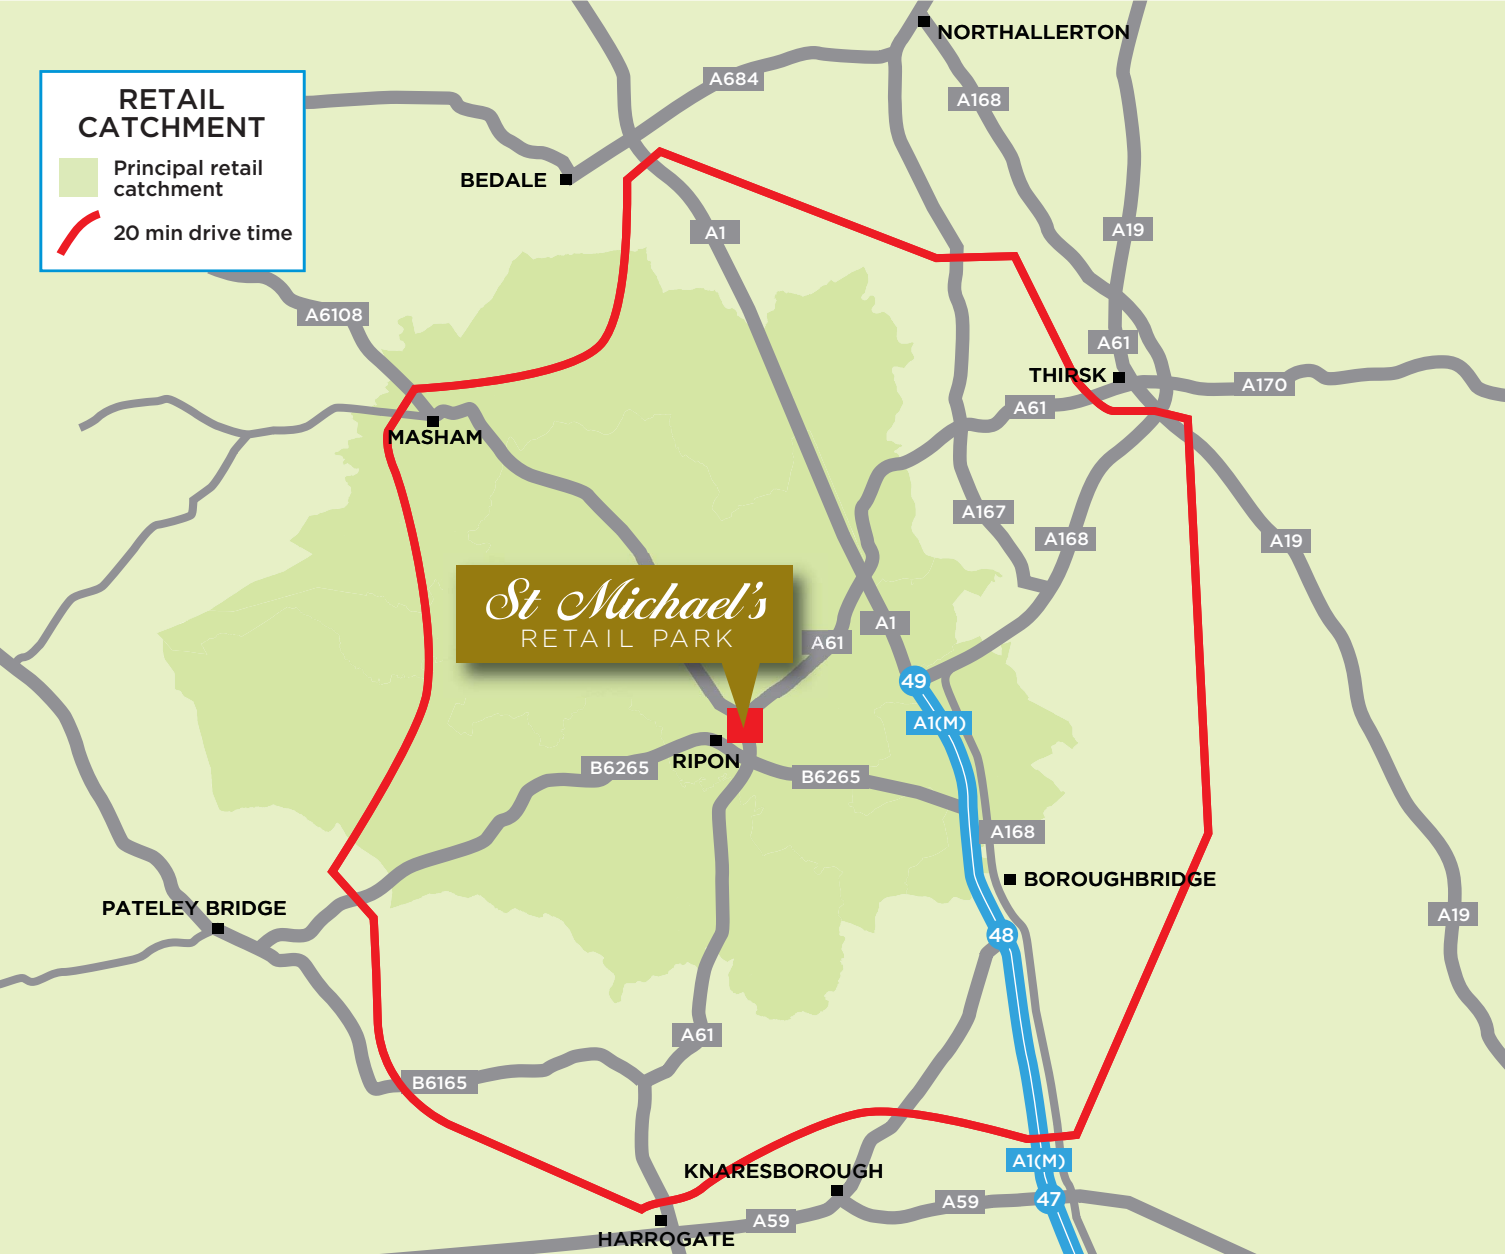 NORTHALLERTON
A684
A168
RETAIL
CATCHMENT
Principal retail
catchment
20 min drive time
BEDALE
A1
A19
A6108
A61
THIRSK
A170
A61
MASHAM
A167
A168
A19
St Michael's
RETAIL PARK
A61
A1
49
A1(M)
RIPON
B6265
B6265
A168
BOROUGHBRIDGE
PATELEY BRIDGE
A19
48
A61
B6165
A1(M)
KNARESBOROUGH
47
A59
A59
HARROGATE